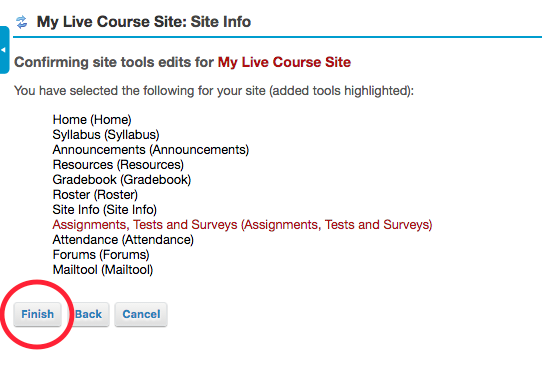 My Live Course Site: Site Info
Confirming site tools edits for My Live Course Site
You have selected the following for your site (added tools highlighted):
Home (Home)
Syllabus (Syllabus)
Announcements (Announcements)
Resources (Resources)
Gradebook (Gradebook)
Roster (Roster)
Site Info (Site Info)
Assignments, Tests and Surveys (Assignments, Tests and Surveys)
Attendance (Attendance)
Forums (Forums)
Mailtool (Mailtool)
Finish Back Cancel